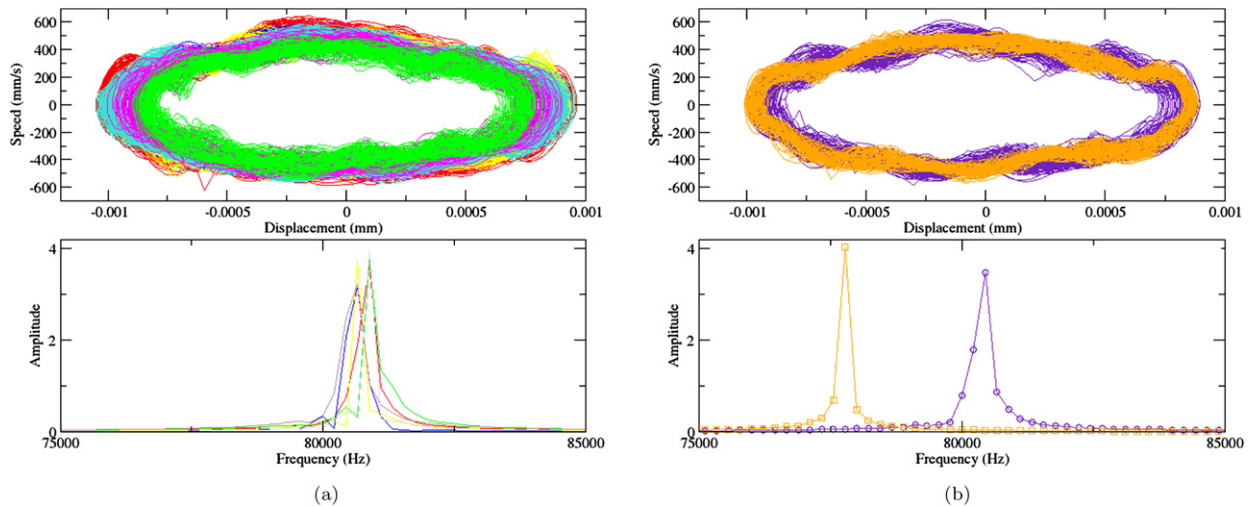 600
400
200
0
-200
-400
-600
Speed (mm/s)
-0.001 -0.0005 0 0.0005 0.001
Displacement (mm)
4
2
0
Amplitude
75000 80000 85000
Frequency (Hz)
(a)
600
400
200
0
-200
-400
-600
Speed (mm/s)
-0.001 -0.0005 0 0.0005 0.001
Displacement (mm)
4
2
0
Amplitude
75000 80000 85000
Frequency (Hz)
(b)